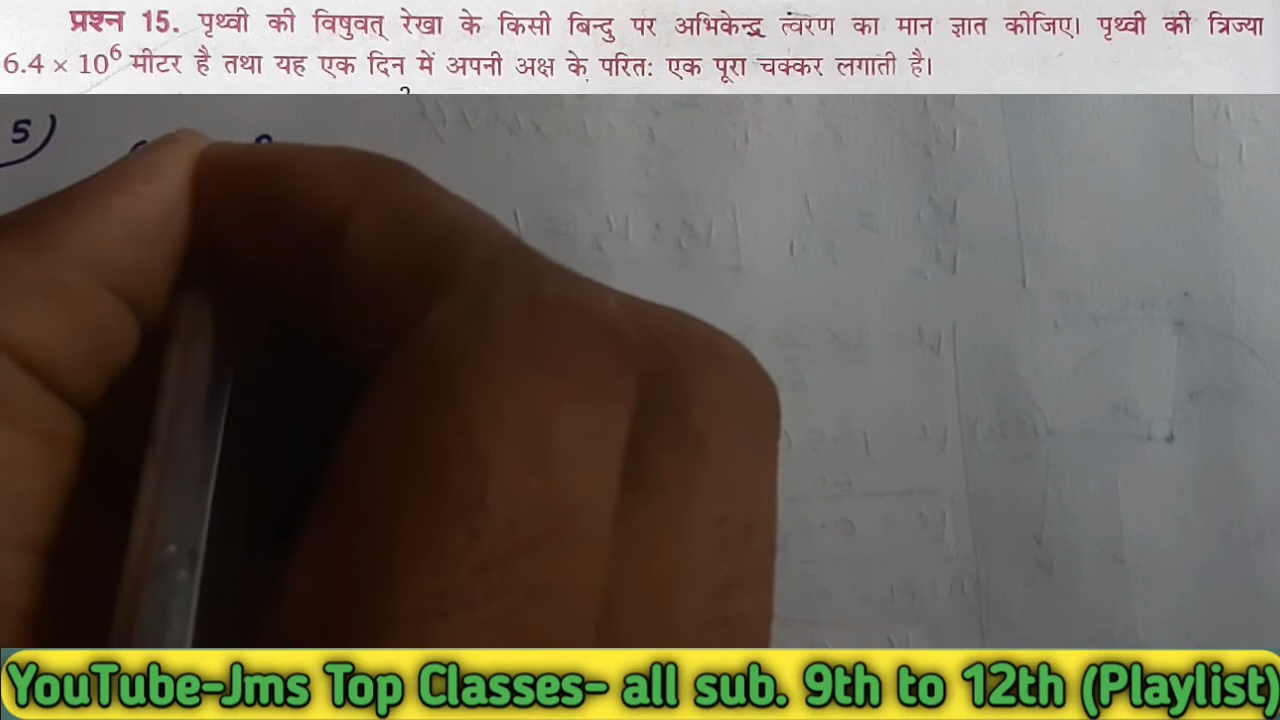 प्रश्न 15. पृथ्वी की विषुवत् रेखा के किसी बिन्दु पर अभिकेन्द्र त्वरण का मान ज्ञात कीजिए। पृथ्वी की त्रिज्या
6.4 × 10⁶ मीटर है तथा यह एक दिन में अपनी अक्ष के परितः एक पूरा चक्कर लगाती है।
5)
YouTube-Jms Top Classes- all sub. 9th to 12th (Playlist)